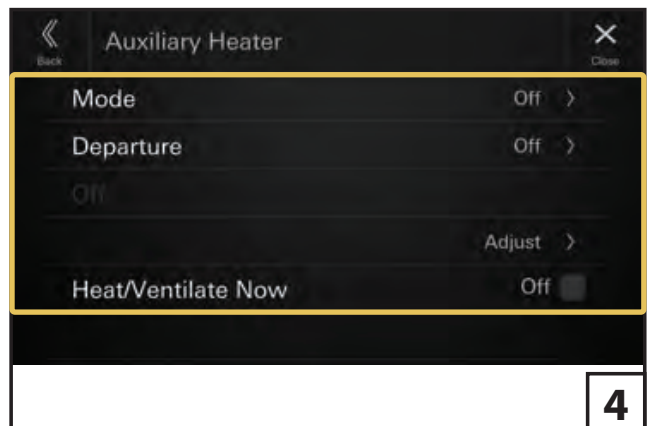 《 Auxiliary Heater ×
Back Close
Mode Off >
Departure Off >
Off
Adjust >
Heat/Ventilate Now Off
4